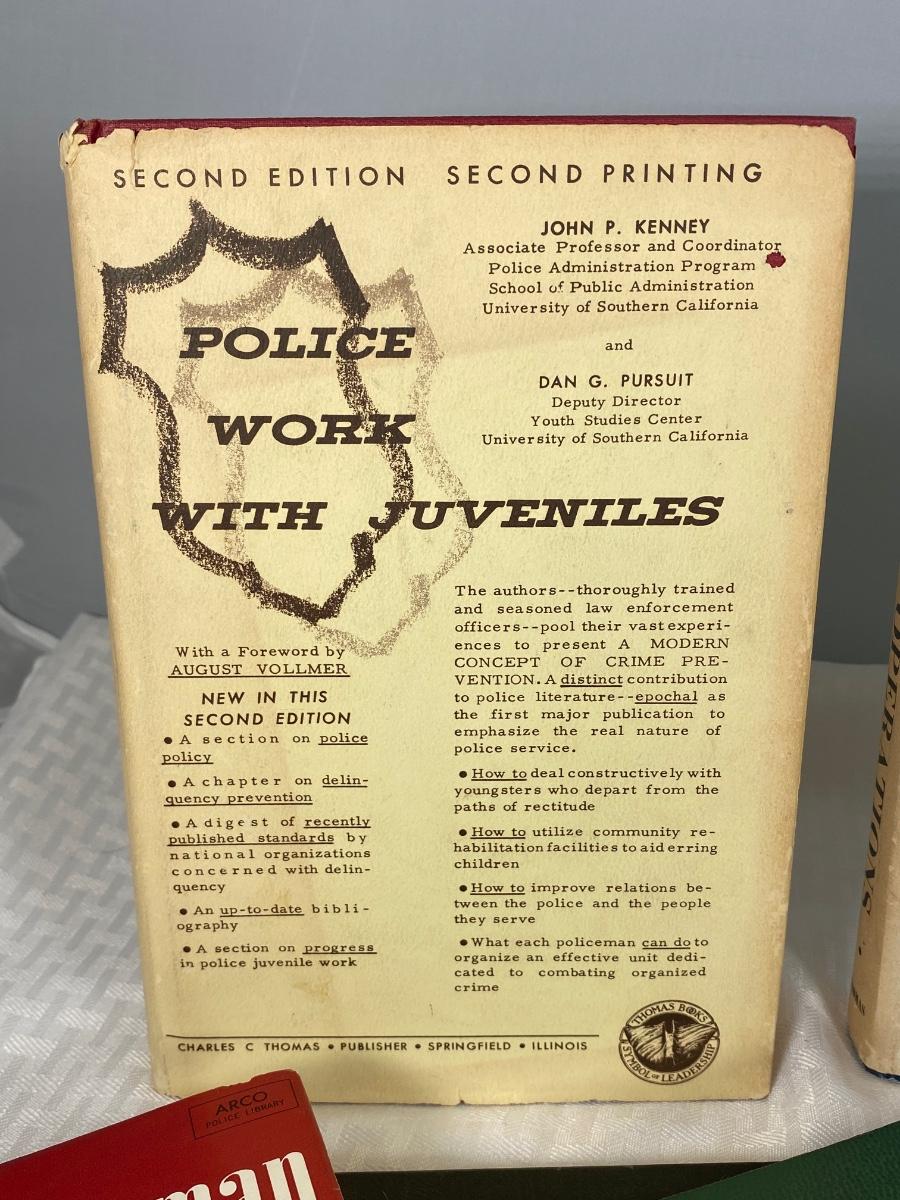 SECOND EDITION SECOND PRINTING
JOHN P. KENNEY
Associate Professor and Coordinator
Police Administration Program
School of Public Administration
University of Southern California
and
DAN G. PURSUIT
Deputy Director
Youth Studies Center
University of Southern California
POLICE
WORK
WITH JUVENILES
With a Foreword by
AUGUST VOLLMER
NEW IN THIS
SECOND EDITION
• A section on police
policy
• A chapter on delin-
quency prevention
• A digest of recently
published standards by
national organizations
concerned with delin-
quency
• An up-to-date bibli-
ography
• A section on progress
in police juvenile work
The authors--thoroughly trained
and seasoned law enforcement
officers--pool their vast experi-
ences to present A MODERN
CONCEPT OF CRIME PRE-
VENTION. A distinct contribution
to police literature--epochal as
the first major publication to
emphasize the real nature of
police service.
• How to deal constructively with
youngsters who depart from the
paths of rectitude
• How to utilize community re-
habilitation facilities to aid erring
children
• How to improve relations be-
tween the police and the people
they serve
• What each policeman can do to
organize an effective unit dedi-
cated to combating organized
crime
CHARLES C THOMAS • PUBLISHER • SPRINGFIELD • ILLINOIS
THOMAS BOOKS
SYMBOL OF LEADERSHIP
ARCO
POLICE LIBRARY
man
OPERATIONS